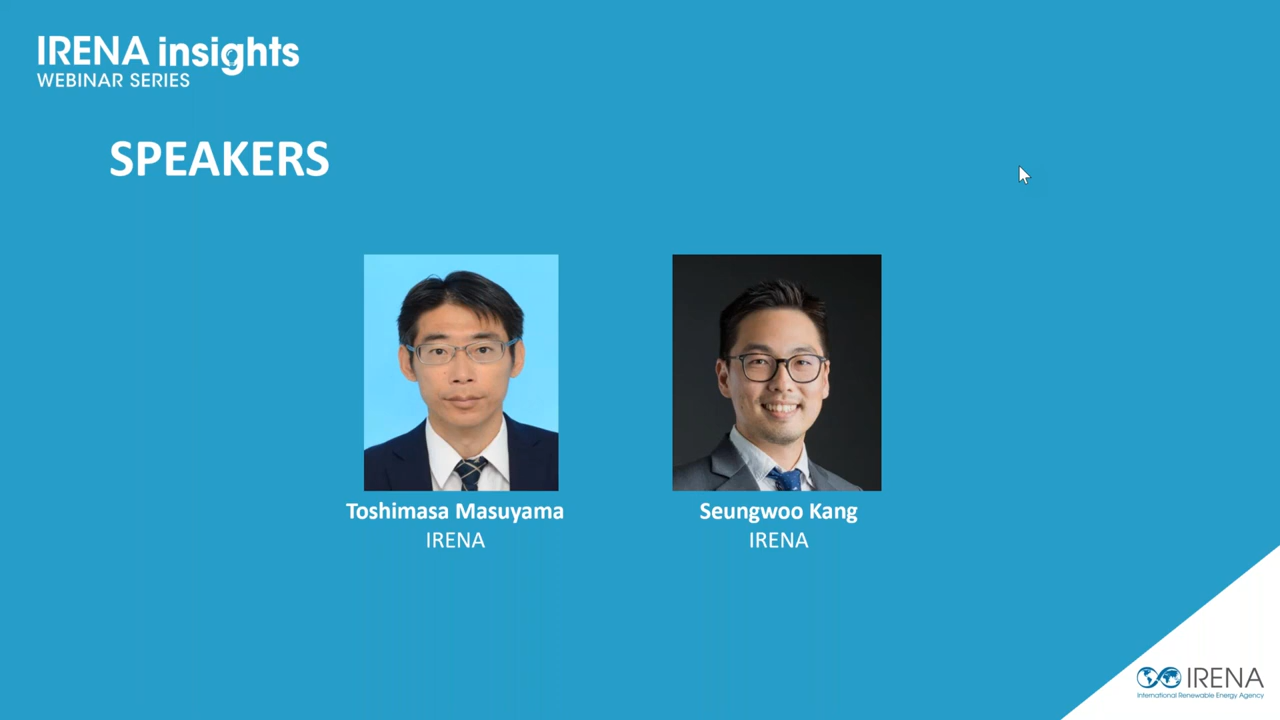 IRENA insights
WEBINAR SERIES
SPEAKERS
Toshimasa Masuyama
IRENA
Seungwoo Kang
IRENA
IRENA
International Renewable Energy Agency